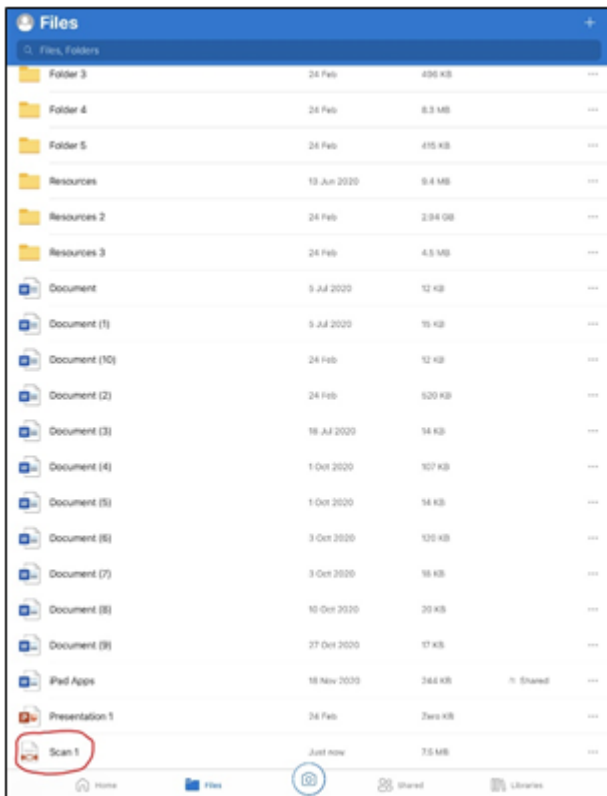 Files
Files, Folders
Folder 3 24 Feb 406 KB
Folder 4 24 Feb 8.3 MB
Folder 5 24 Feb 415 KB
Resources 13 Jun 2020 9.4 MB
Resources 2 24 Feb 2.94 GB
Resources 3 24 Feb 4.5 MB
Document 5 Jul 2020 12 KB
Document (1) 5 Jul 2020 15 KB
Document (10) 24 Feb 12 KB
Document (2) 24 Feb 520 KB
Document (3) 16 Jul 2020 14 KB
Document (4) 1 Oct 2020 107 KB
Document (5) 1 Oct 2020 14 KB
Document (6) 3 Oct 2020 120 KB
Document (7) 3 Oct 2020 16 KB
Document (8) 10 Oct 2020 20 KB
Document (9) 27 Oct 2020 17 KB
iPad Apps 18 Nov 2020 244 KB Shared
Presentation 1 24 Feb Zero KB
Scan 1 Just now 7.5 MB
Home Files Shared Libraries